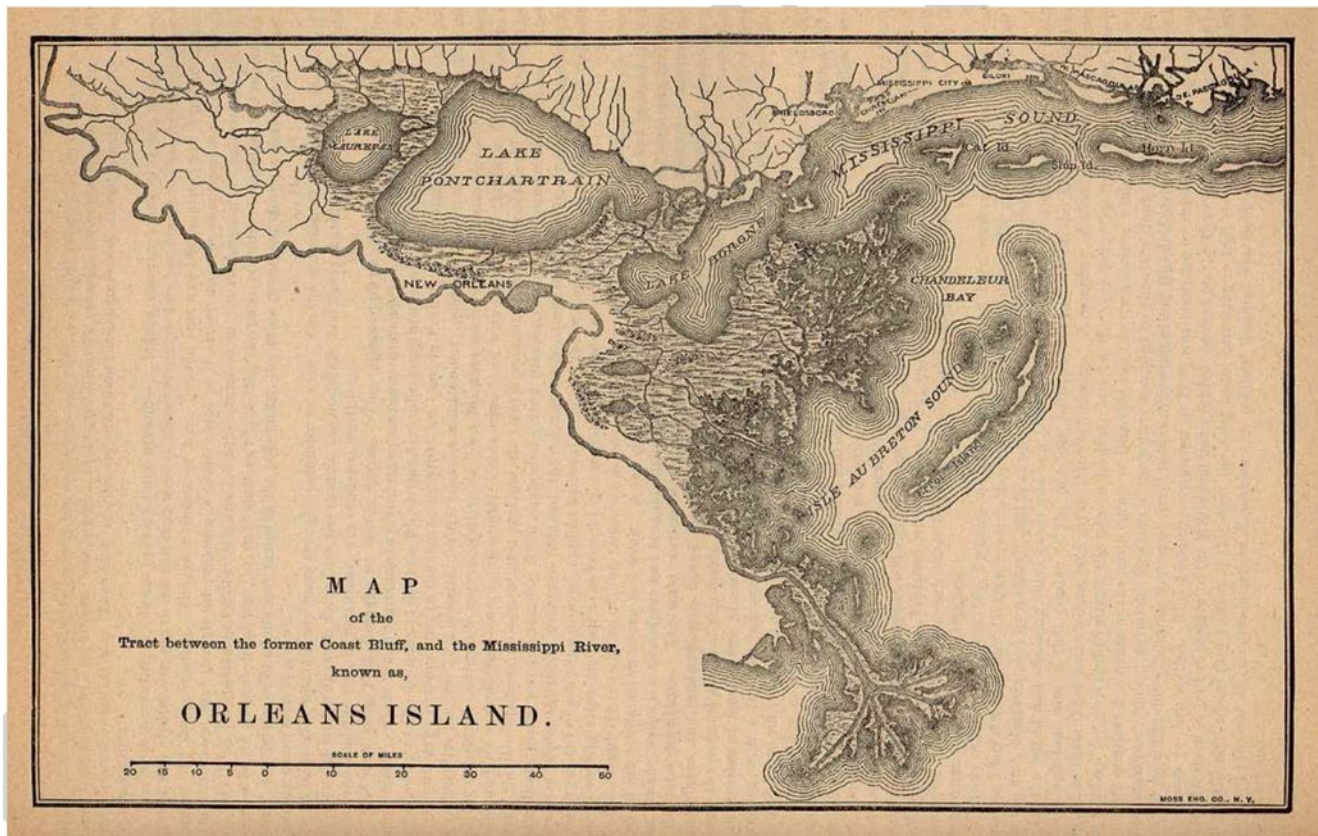 LAKE
MAUREPAS
LAKE
PONTCHARTRAIN
NEW ORLEANS
LAKE BORGNE
SHIELDSBORO
MISSISSIPPI CITY
BILOXI
MISSISSIPPI SOUND
Cat Id.
Ship Id.
Horn Id.
CHANDELEUR
BAY
ISLE AU BRETON SOUND
MAP
of the
Tract between the former Coast Bluff, and the Mississippi River,
known as,
ORLEANS ISLAND.
SCALE OF MILES
20 15 10 5 0 10 20 30 40 50
MOSS ENG. CO., N. Y.